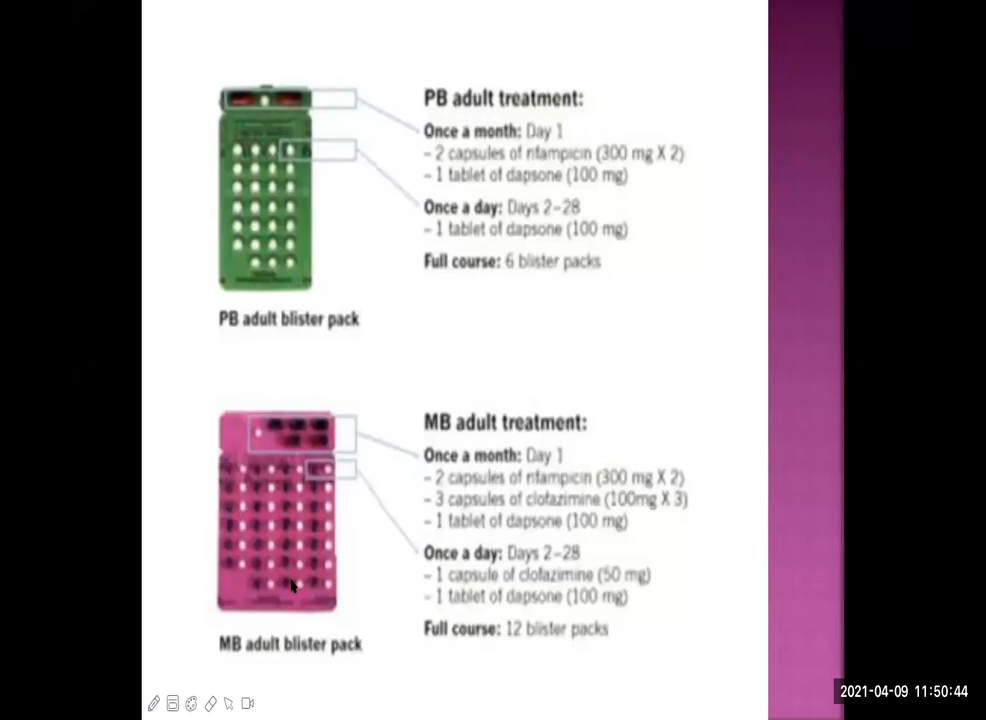 PB adult treatment:
Once a month: Day 1
– 2 capsules of rifampicin (300 mg X 2)
– 1 tablet of dapsone (100 mg)
Once a day: Days 2–28
– 1 tablet of dapsone (100 mg)
Full course: 6 blister packs
PB adult blister pack
MB adult treatment:
Once a month: Day 1
– 2 capsules of rifampicin (300 mg X 2)
– 3 capsules of clofazimine (100mg X 3)
– 1 tablet of dapsone (100 mg)
Once a day: Days 2–28
– 1 capsule of clofazimine (50 mg)
– 1 tablet of dapsone (100 mg)
Full course: 12 blister packs
MB adult blister pack
2021-04-09 11:50:44